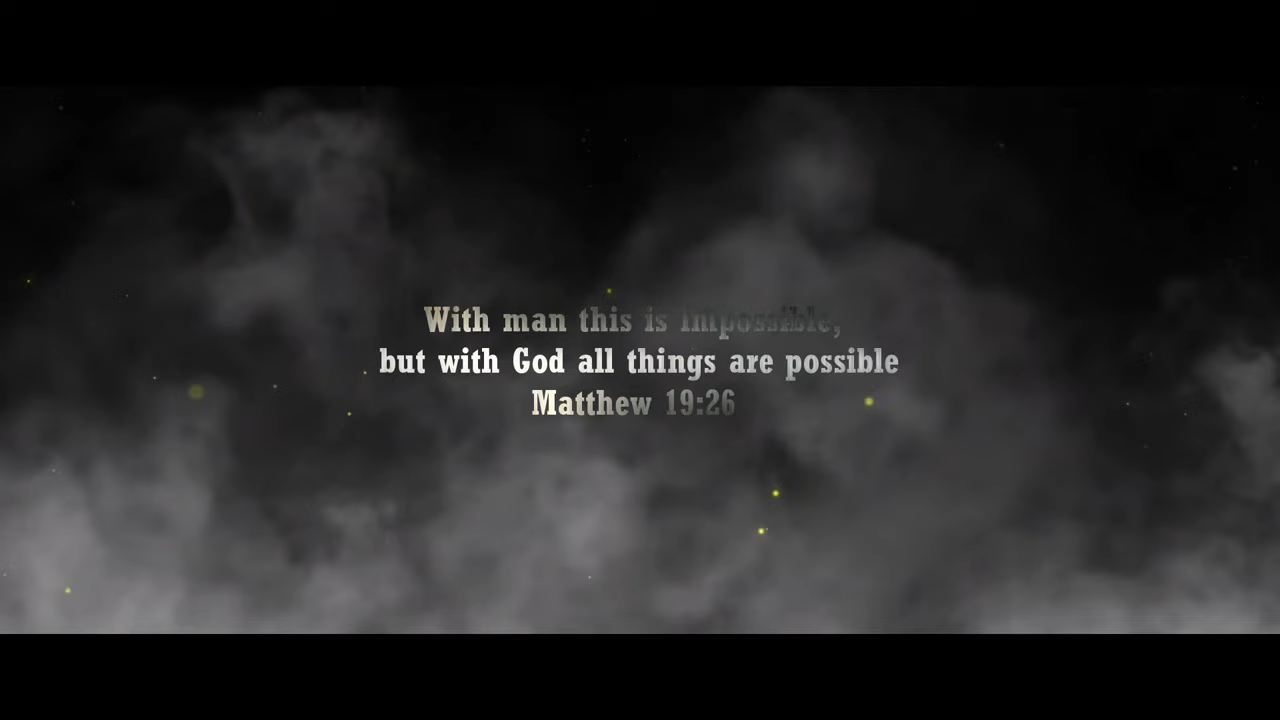 With man this is impossible,
but with God all things are possible
Matthew 19:26